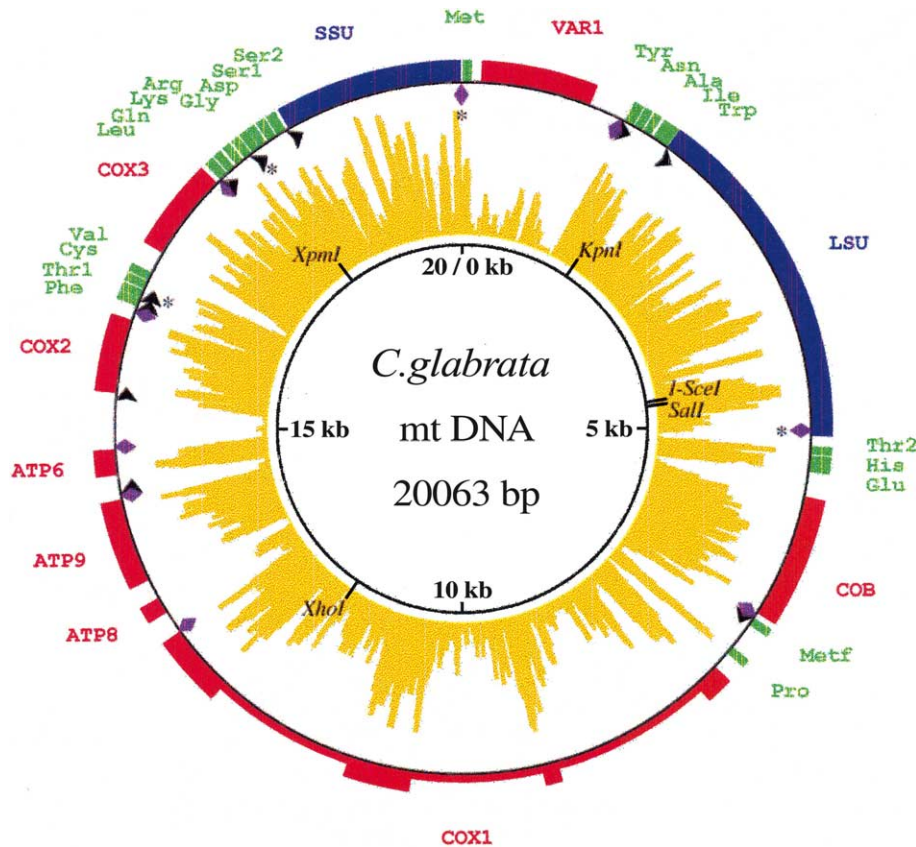 Met
VAR1
Tyr
Asn
Ala
Ile
Trp
LSU
Thr2
His
Glu
COB
Metf
Pro
COX1
ATP8
ATP9
ATP6
COX2
Phe
Thr1
Cys
Val
COX3
Leu
Gln
Lys
Arg
Gly
Asp
Ser1
Ser2
SSU
*
*
*
*
XpmI
20 / 0 kb
KpnI
I-SceI
SalI
5 kb
10 kb
XhoI
15 kb
C.glabrata
mt DNA
20063 bp